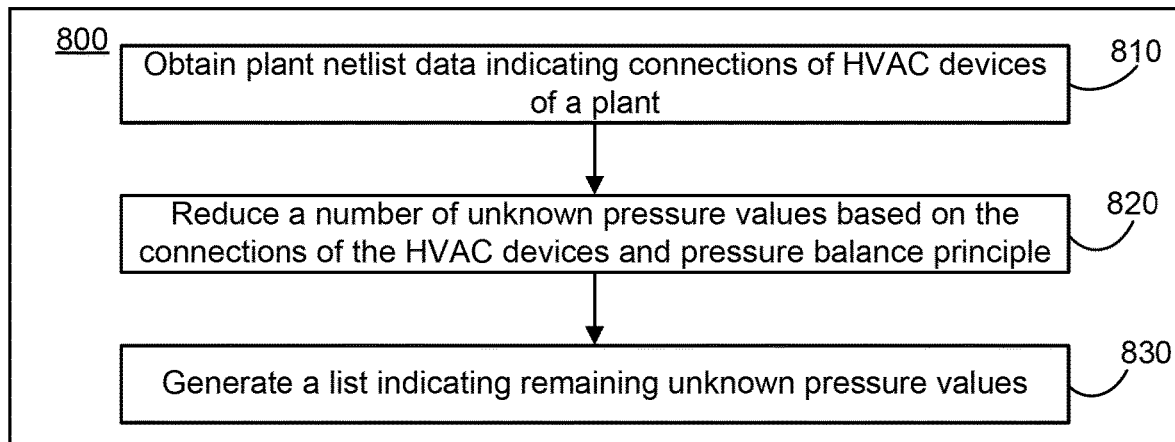 800
Obtain plant netlist data indicating connections of HVAC devices
of a plant
810
Reduce a number of unknown pressure values based on the
connections of the HVAC devices and pressure balance principle
820
Generate a list indicating remaining unknown pressure values
830